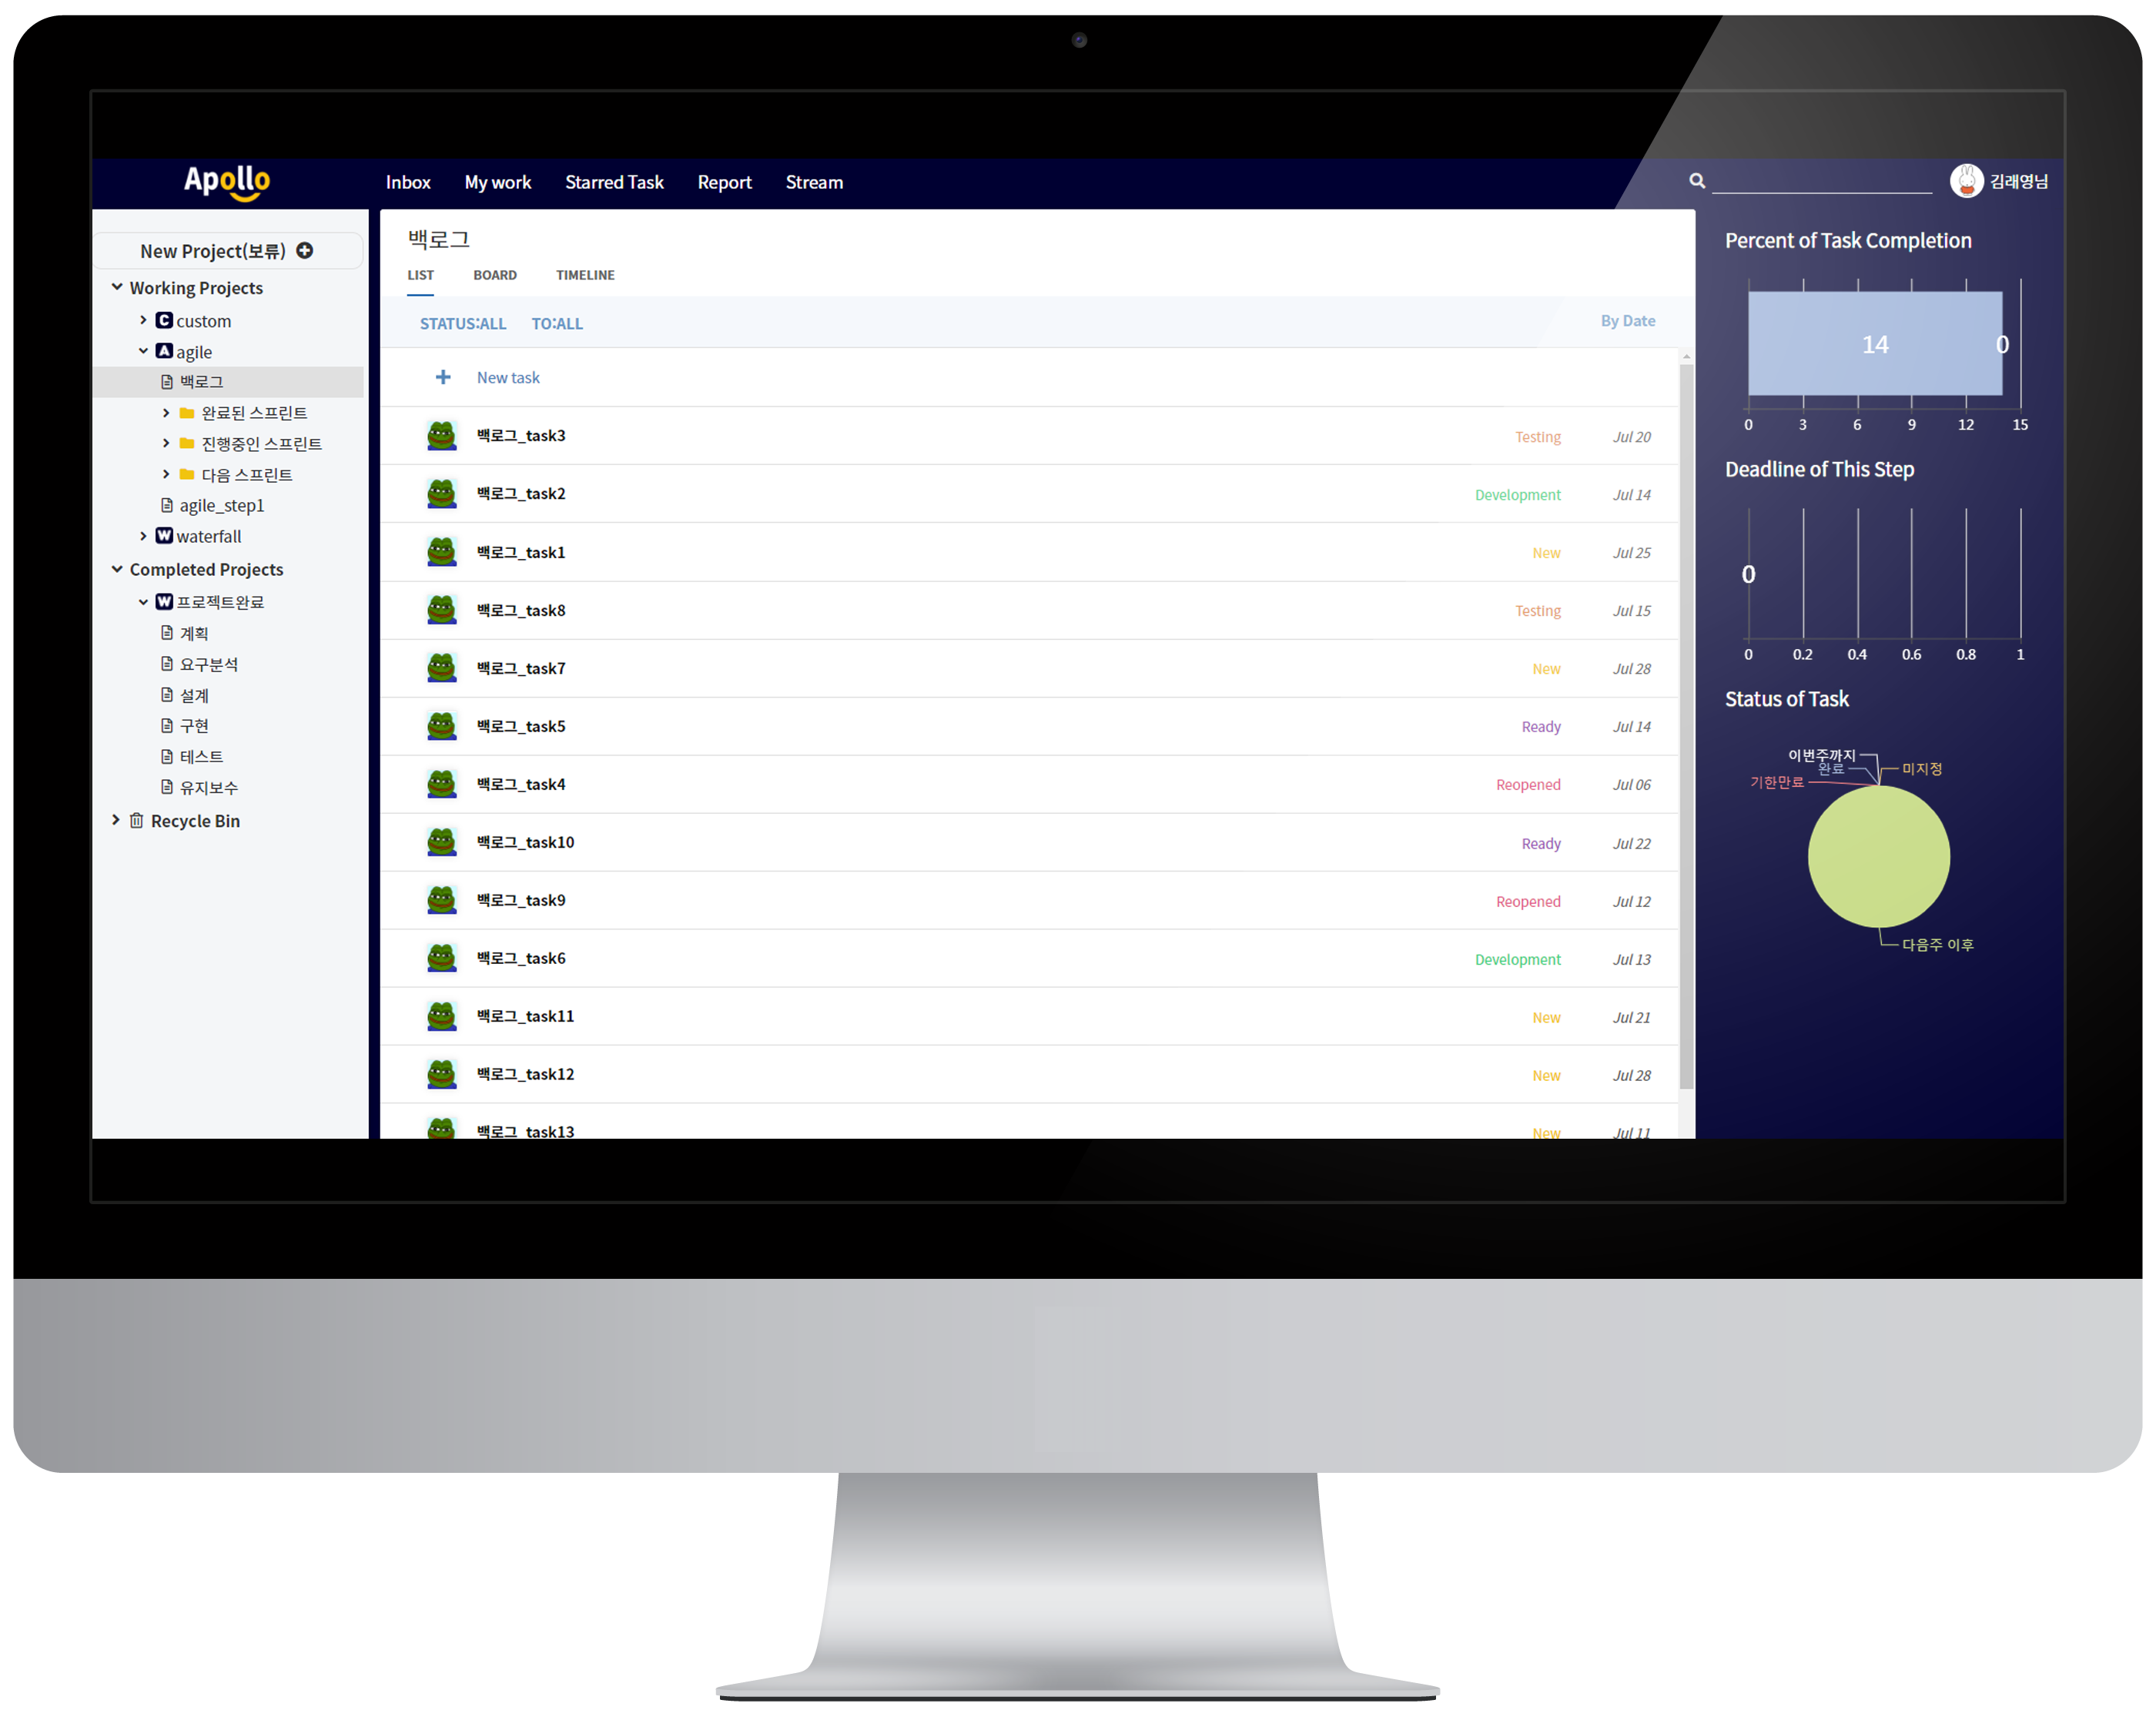 Apollo
Inbox My work Starred Task Report Stream
김래영님
New Project(보류)
Working Projects
C custom
A agile
백로그
완료된 스프린트
진행중인 스프린트
다음 스프린트
agile_step1
W waterfall
Completed Projects
W 프로젝트완료
계획
요구분석
설계
구현
테스트
유지보수
Recycle Bin
백로그
LIST BOARD TIMELINE
STATUS:ALL TO:ALL By Date
+ New task
백로그_task3 Testing Jul 20
백로그_task2 Development Jul 14
백로그_task1 New Jul 25
백로그_task8 Testing Jul 15
백로그_task7 New Jul 28
백로그_task5 Ready Jul 14
백로그_task4 Reopened Jul 06
백로그_task10 Ready Jul 22
백로그_task9 Reopened Jul 12
백로그_task6 Development Jul 13
백로그_task11 New Jul 21
백로그_task12 New Jul 28
백로그_task13 New Jul 11
Percent of Task Completion
14 0
0 3 6 9 12 15
Deadline of This Step
0
0 0.2 0.4 0.6 0.8 1
Status of Task
이번주까지
완료 미지정
기한만료
다음주 이후